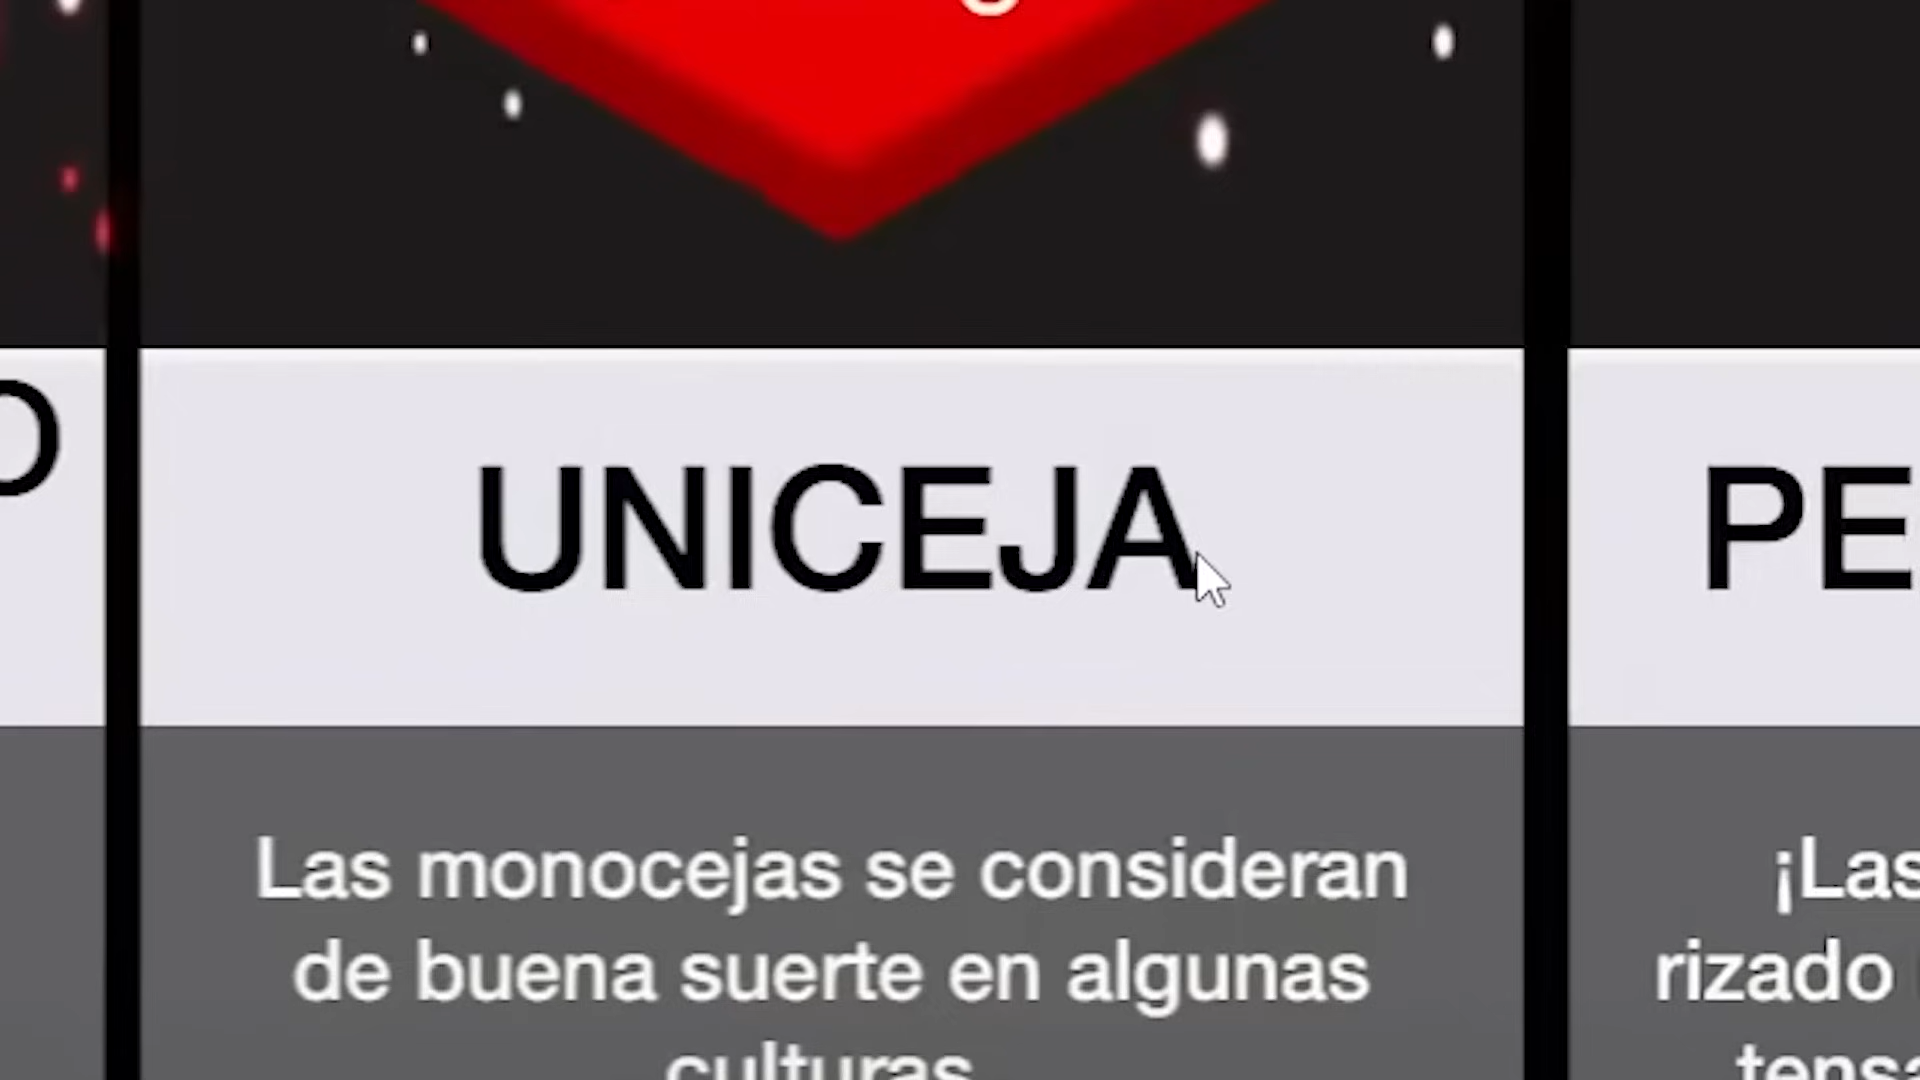 UNICEJA
Las monocejas se consideran
de buena suerte en algunas
culturas
PE
¡Las
rizado